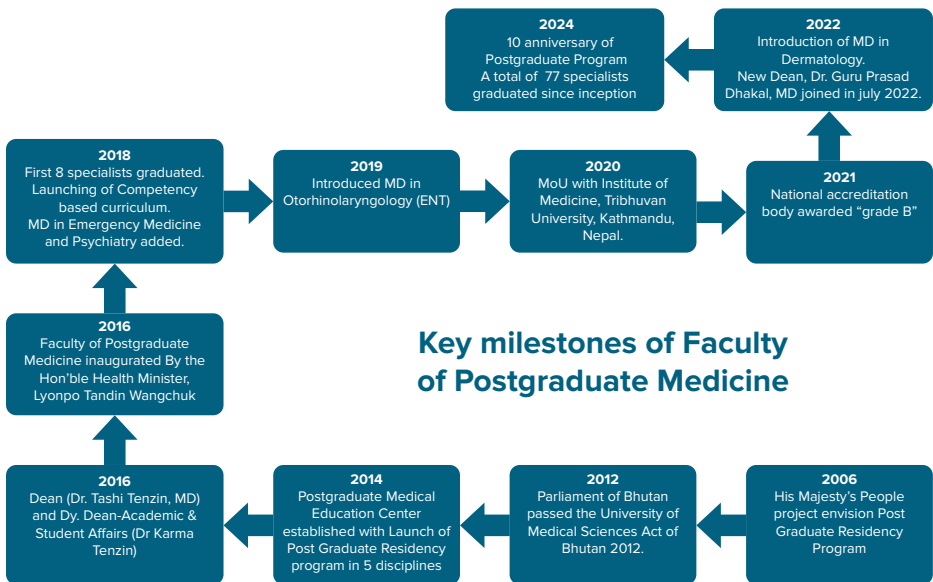 2024
10 anniversary of
Postgraduate Program
A total of 77 specialists
graduated since inception
2022
Introduction of MD in
Dermatology.
New Dean, Dr. Guru Prasad
Dhakal, MD joined in july 2022.
2018
First 8 specialists graduated.
Launching of Competency
based curriculum.
MD in Emergency Medicine
and Psychiatry added.
2019
Introduced MD in
Otorhinolaryngology (ENT)
2020
MoU with Institute of
Medicine, Tribhuvan
University, Kathmandu,
Nepal.
2021
National accreditation
body awarded “grade B”
2016
Faculty of Postgraduate
Medicine inaugurated By the
Hon’ble Health Minister,
Lyonpo Tandin Wangchuk
Key milestones of Faculty
of Postgraduate Medicine
2016
Dean (Dr. Tashi Tenzin, MD)
and Dy. Dean-Academic &
Student Affairs (Dr Karma
Tenzin)
2014
Postgraduate Medical
Education Center
established with Launch of
Post Graduate Residency
program in 5 disciplines
2012
Parliament of Bhutan
passed the University of
Medical Sciences Act of
Bhutan 2012.
2006
His Majesty’s People
project envision Post
Graduate Residency
Program